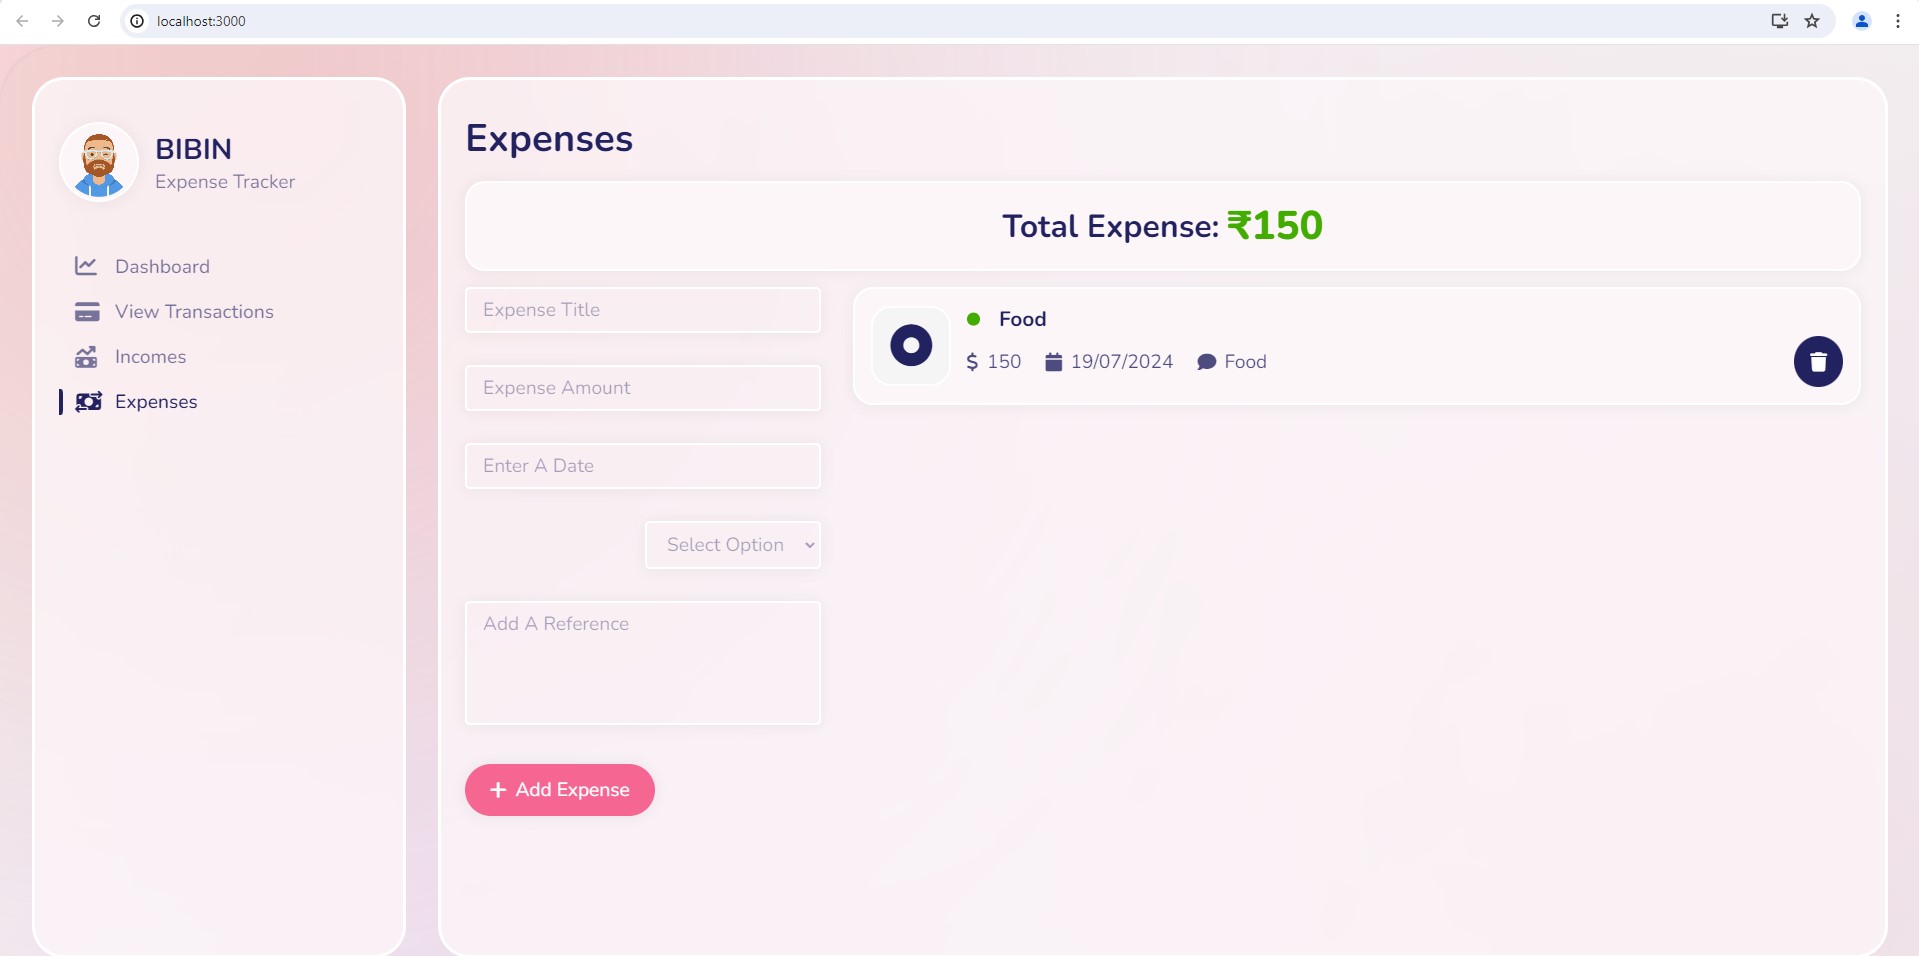 localhost:3000
BIBIN
Expense Tracker
Dashboard
View Transactions
Incomes
Expenses
Expenses
Total Expense: ₹150
Expense Title
Expense Amount
Enter A Date
Select Option
Add A Reference
+ Add Expense
Food
$ 150 19/07/2024 Food